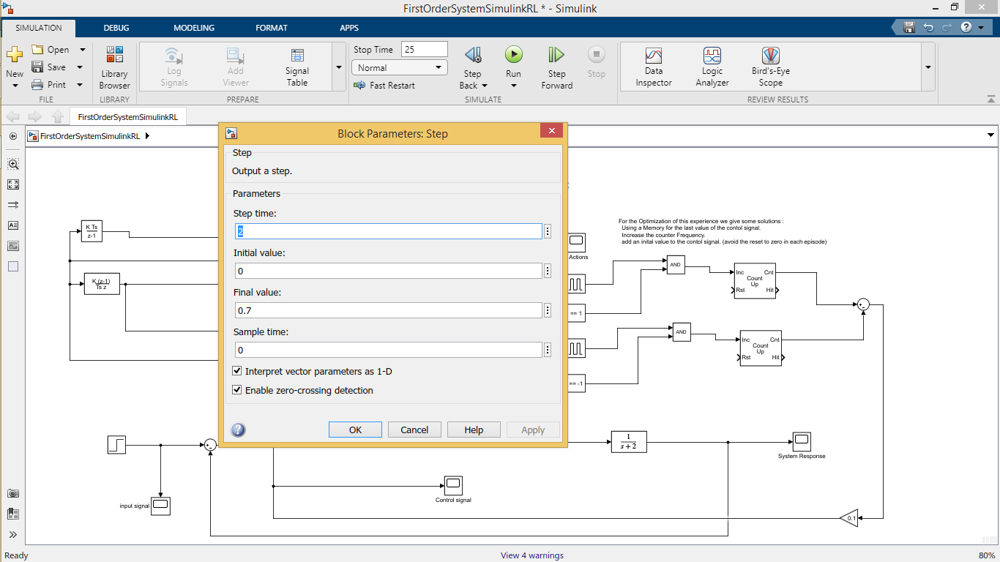 FirstOrderSystemSimulinkRL * - Simulink
SIMULATION DEBUG MODELING FORMAT APPS
New
Open
Save
Print
FILE
Library Browser
LIBRARY
Log Signals
Add Viewer
Signal Table
PREPARE
Stop Time 25
Normal
Fast Restart
Step Back
Run
Step Forward
Stop
SIMULATE
Data Inspector
Logic Analyzer
Bird's-Eye Scope
REVIEW RESULTS
FirstOrderSystemSimulinkRL
FirstOrderSystemSimulinkRL
Block Parameters: Step
Step
Output a step.
Parameters
Step time:
2
Initial value:
0
Final value:
0.7
Sample time:
0
Interpret vector parameters as 1-D
Enable zero-crossing detection
OK Cancel Help Apply
K Ts
z-1
K (z-1)
Ts z
For the Optimization of this experience we give some solutions :
Using a Memory for the last value of the contol signal.
Increase the counter Frequency.
add an inital value to the contol signal. (avoid the reset to zero in each episode)
Actions
AND
Inc Cnt
Count
Up
Rst Hit
== 1
AND
Inc Cnt
Count
Up
Rst Hit
== -1
1
s+2
System Response
Control signal
input signal
0.1
Ready View 4 warnings 80%